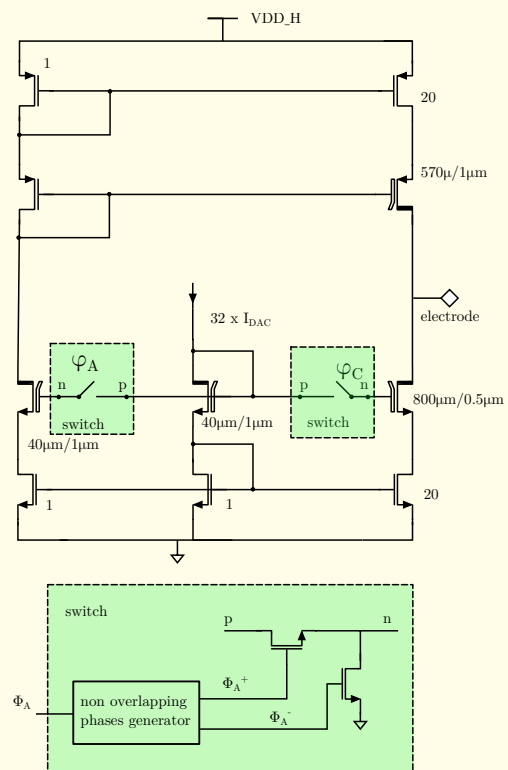 VDD_H
1
20
570µ/1µm
32 x I_DAC
electrode
φA
φC
n
p
p
n
switch
switch
40µm/1µm
800µm/0.5µm
40µm/1µm
1
1
20
switch
p
n
ΦA+
ΦA
non overlapping
phases generator
ΦA-